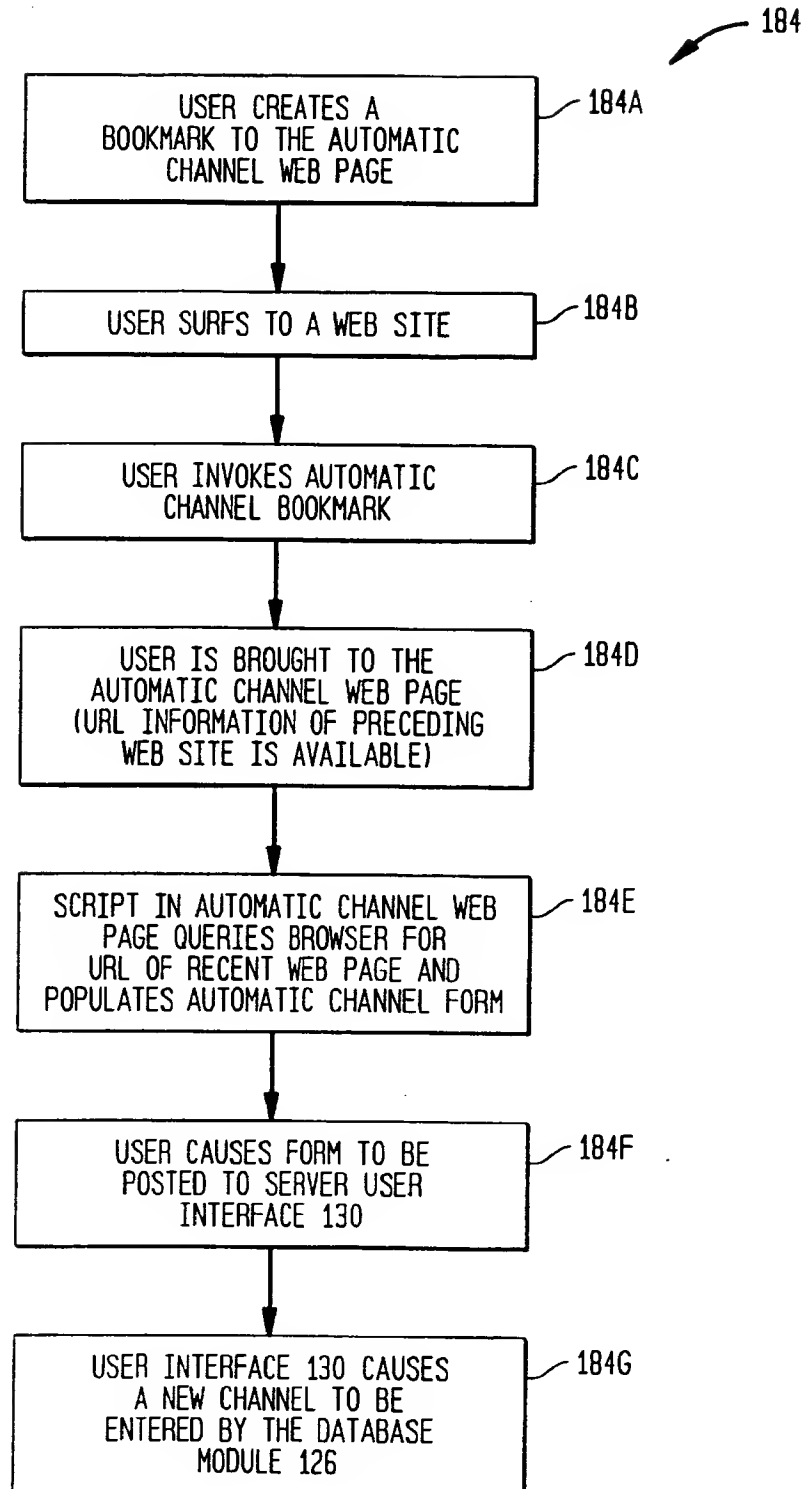 184
USER CREATES A
BOOKMARK TO THE AUTOMATIC
CHANNEL WEB PAGE
184A
USER SURFS TO A WEB SITE
184B
USER INVOKES AUTOMATIC
CHANNEL BOOKMARK
184C
USER IS BROUGHT TO THE
AUTOMATIC CHANNEL WEB PAGE
(URL INFORMATION OF PRECEDING
WEB SITE IS AVAILABLE)
184D
SCRIPT IN AUTOMATIC CHANNEL WEB
PAGE QUERIES BROWSER FOR
URL OF RECENT WEB PAGE AND
POPULATES AUTOMATIC CHANNEL FORM
184E
USER CAUSES FORM TO BE
POSTED TO SERVER USER
INTERFACE 130
184F
USER INTERFACE 130 CAUSES
A NEW CHANNEL TO BE
ENTERED BY THE DATABASE
MODULE 126
184G